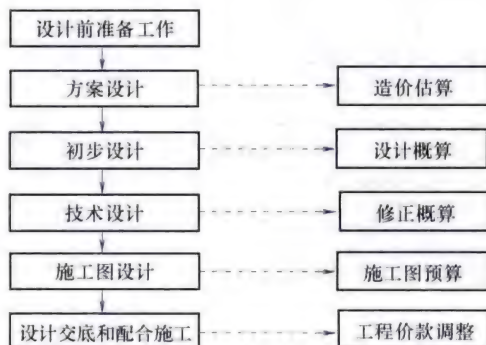 设计前准备工作
方案设计
造价估算
初步设计
设计概算
技术设计
修正概算
施工图设计
施工图预算
设计交底和配合施工
工程价款调整